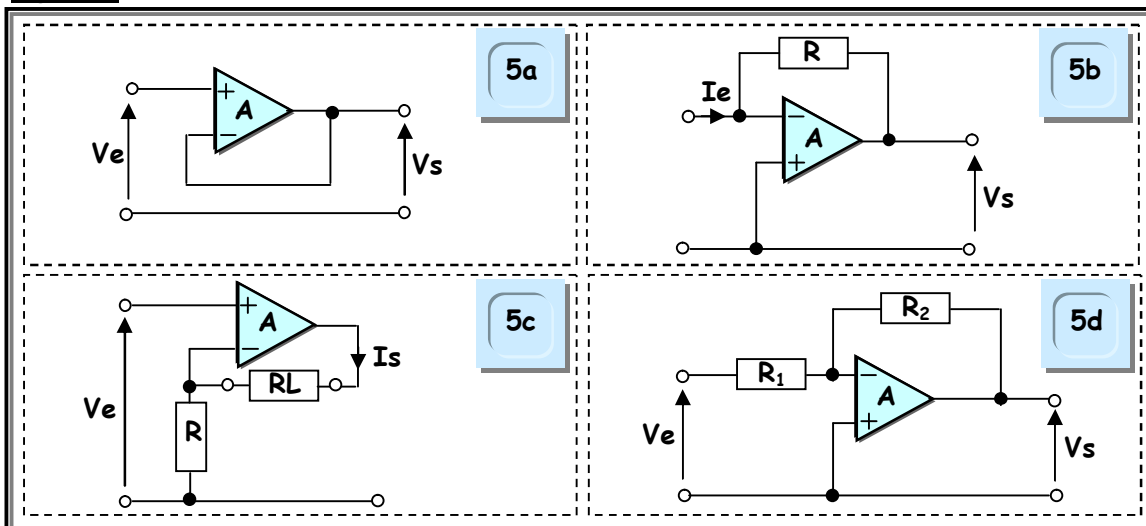 5a
A
+
−
Ve
Vs
5b
R
Ie
A
−
+
Vs
5c
A
+
−
Is
RL
Ve
R
5d
R₂
R₁
A
−
+
Ve
Vs